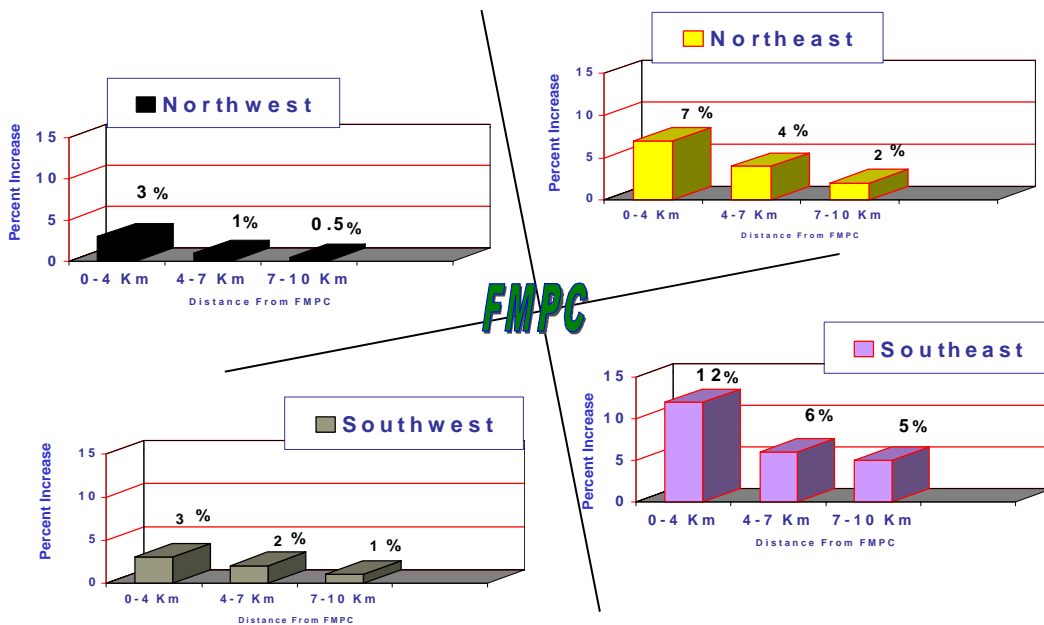 Northwest
Percent Increase
15
10
5
0
3 %
1%
0.5%
0-4 Km 4-7 Km 7-10 Km
Distance From FMPC
Northeast
Percent Increase
15
10
5
0
7 %
4 %
2 %
0-4 Km 4-7 Km 7-10 Km
Distance From FMPC
FMPC
Southwest
Percent Increase
15
10
5
0
3 %
2 %
1 %
0-4 Km 4-7 Km 7-10 Km
Distance From FMPC
Southeast
Percent Increase
15
10
5
0
12%
6%
5%
0-4 Km 4-7 Km 7-10 Km
Distance From FMPC